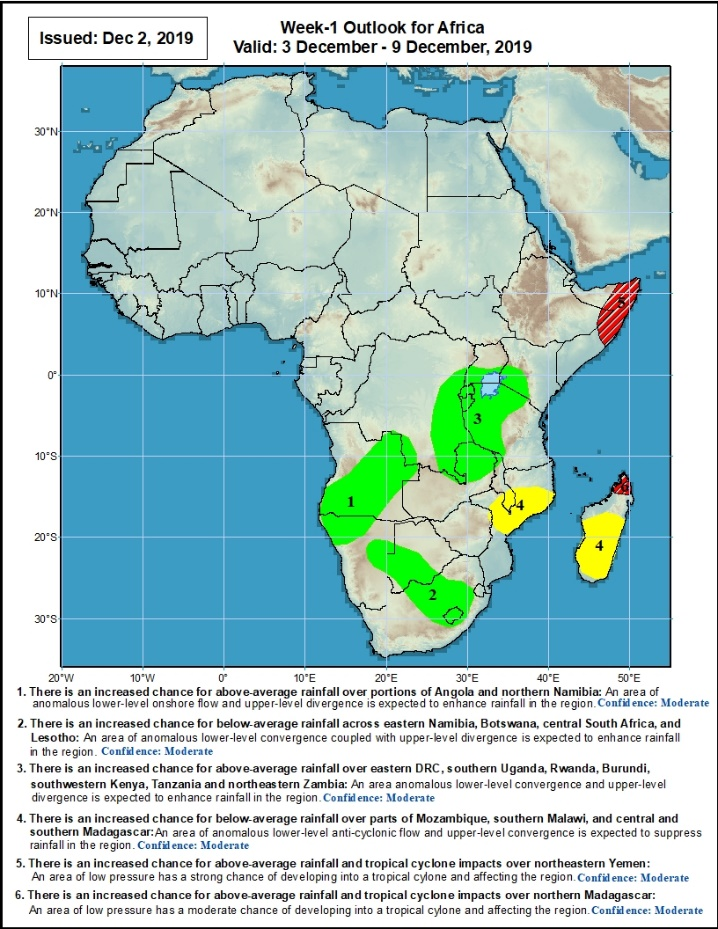 Issued: Dec 2, 2019
Week-1 Outlook for Africa
Valid: 3 December - 9 December, 2019
30°N
20°N
10°N
5
0°
3
10°S
1
4
6
20°S
4
2
30°S
20°W 10°W 0° 10°E 20°E 30°E 40°E 50°E
1. There is an increased chance for above-average rainfall over portions of Angola and northern Namibia: An area of
anomalous lower-level onshore flow and upper-level divergence is expected to enhance rainfall in the region. Confidence: Moderate
2. There is an increased chance for below-average rainfall across eastern Namibia, Botswana, central South Africa, and
Lesotho: An area of anomalous lower-level convergence coupled with upper-level divergence is expected to enhance rainfall
in the region. Confidence: Moderate
3. There is an increased chance for above-average rainfall over eastern DRC, southern Uganda, Rwanda, Burundi,
southwestern Kenya, Tanzania and northeastern Zambia: An area anomalous lower-level convergence and upper-level
divergence is expected to enhance rainfall in the region. Confidence: Moderate
4. There is an increased chance for below-average rainfall over parts of Mozambique, southern Malawi, and central and
southern Madagascar:An area of anomalous lower-level anti-cyclonic flow and upper-level convergence is expected to suppress
rainfall in the region. Confidence: Moderate
5. There is an increased chance for above-average rainfall and tropical cyclone impacts over northeastern Yemen:
An area of low pressure has a strong chance of developing into a tropical cylone and affecting the region. Confidence: Moderate
6. There is an increased chance for above-average rainfall and tropical cyclone impacts over northern Madagascar:
An area of low pressure has a moderate chance of developing into a tropical cylone and affecting the region. Confidence: Moderate